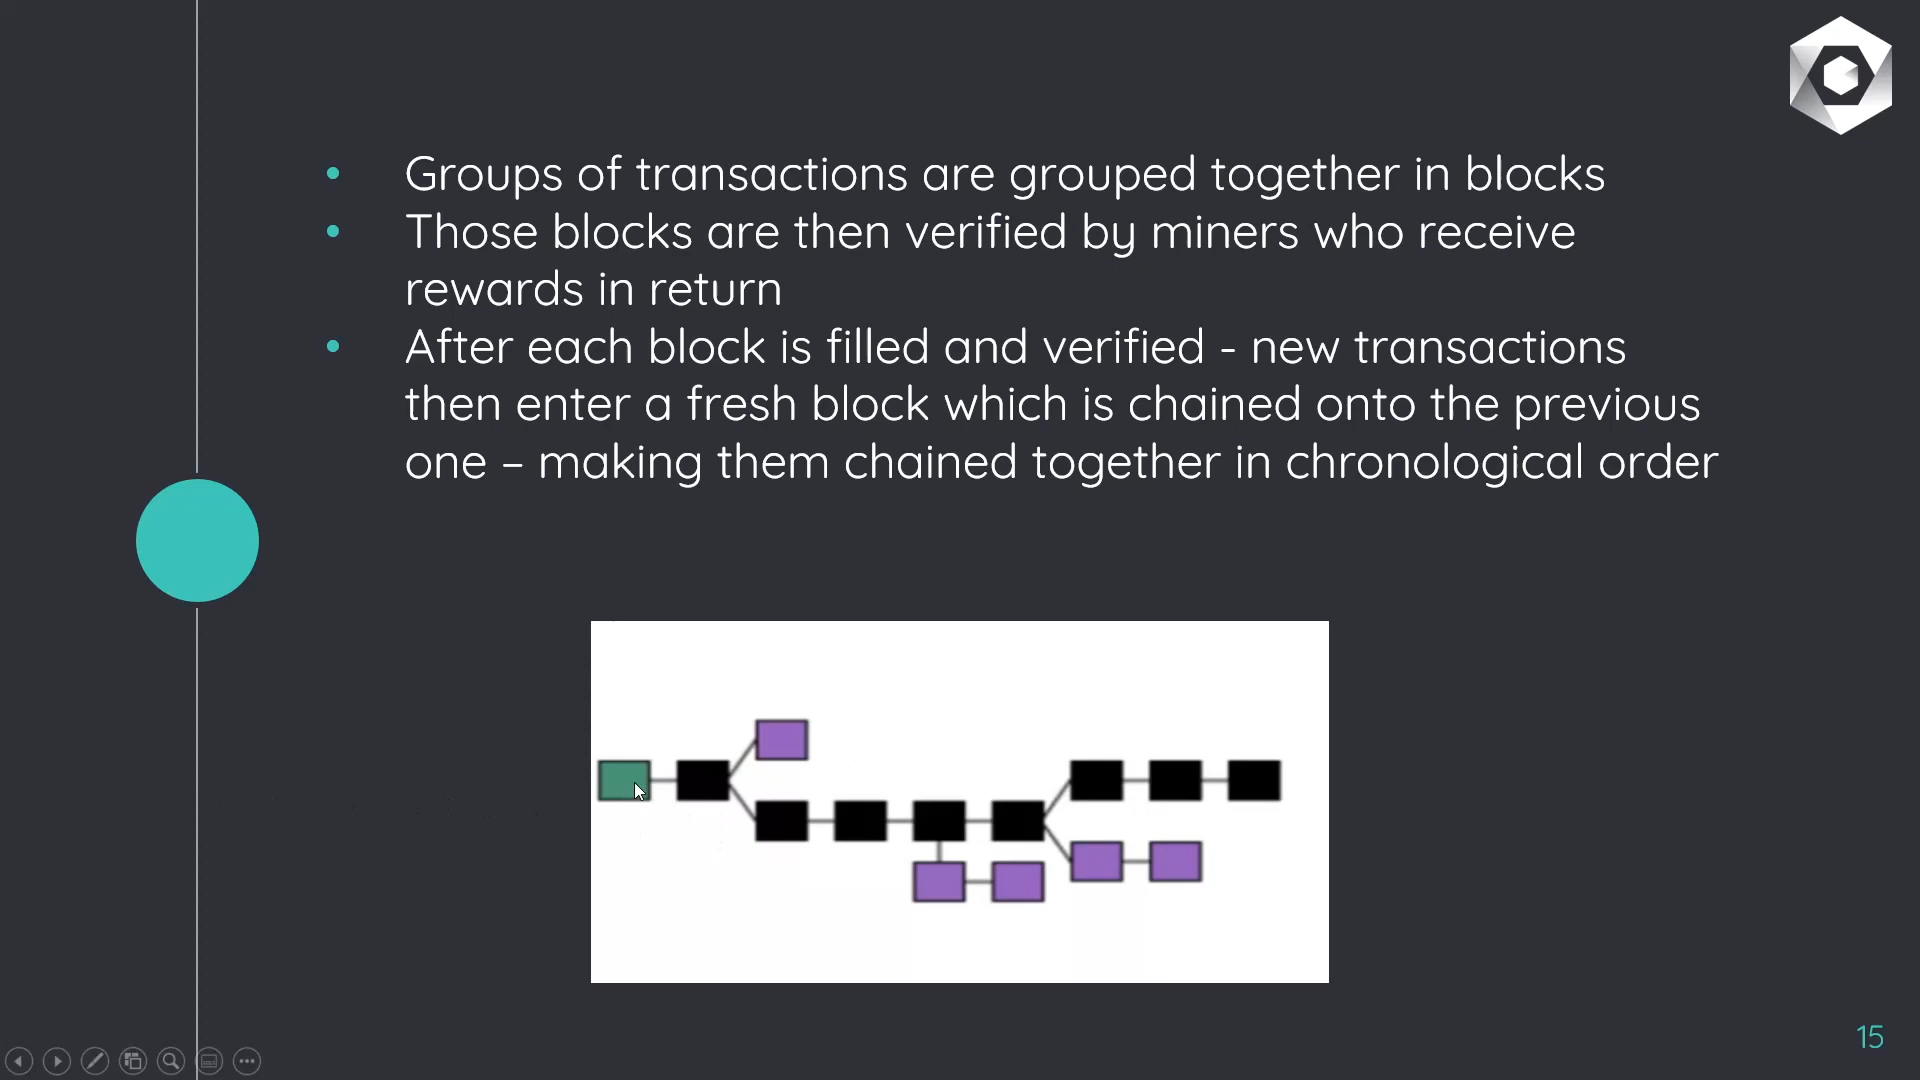 Groups of transactions are grouped together in blocks
Those blocks are then verified by miners who receive
rewards in return
After each block is filled and verified - new transactions
then enter a fresh block which is chained onto the previous
one – making them chained together in chronological order
15